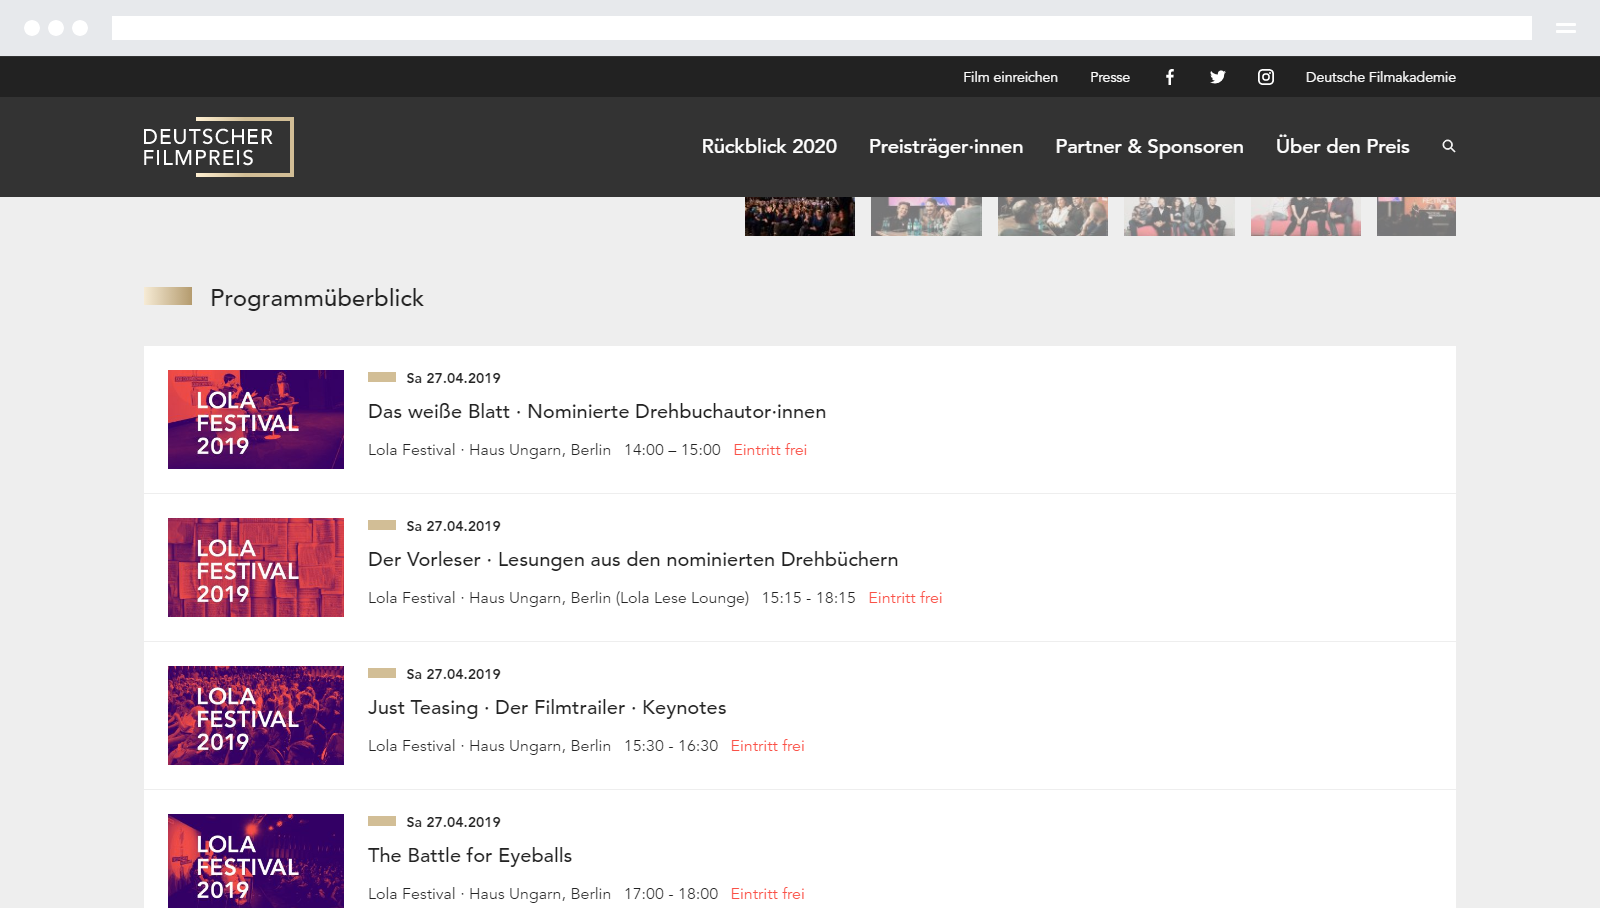 Film einreichen Presse Deutsche Filmakademie
DEUTSCHER
FILMPREIS
Rückblick 2020 Preisträger·innen Partner & Sponsoren Über den Preis
Programmüberblick
LOLA
FESTIVAL
2019
Sa 27.04.2019
Das weiße Blatt · Nominierte Drehbuchautor·innen
Lola Festival · Haus Ungarn, Berlin 14:00 – 15:00 Eintritt frei
LOLA
FESTIVAL
2019
Sa 27.04.2019
Der Vorleser · Lesungen aus den nominierten Drehbüchern
Lola Festival · Haus Ungarn, Berlin (Lola Lese Lounge) 15:15 - 18:15 Eintritt frei
LOLA
FESTIVAL
2019
Sa 27.04.2019
Just Teasing · Der Filmtrailer · Keynotes
Lola Festival · Haus Ungarn, Berlin 15:30 - 16:30 Eintritt frei
LOLA
FESTIVAL
2019
Sa 27.04.2019
The Battle for Eyeballs
Lola Festival · Haus Ungarn, Berlin 17:00 - 18:00 Eintritt frei